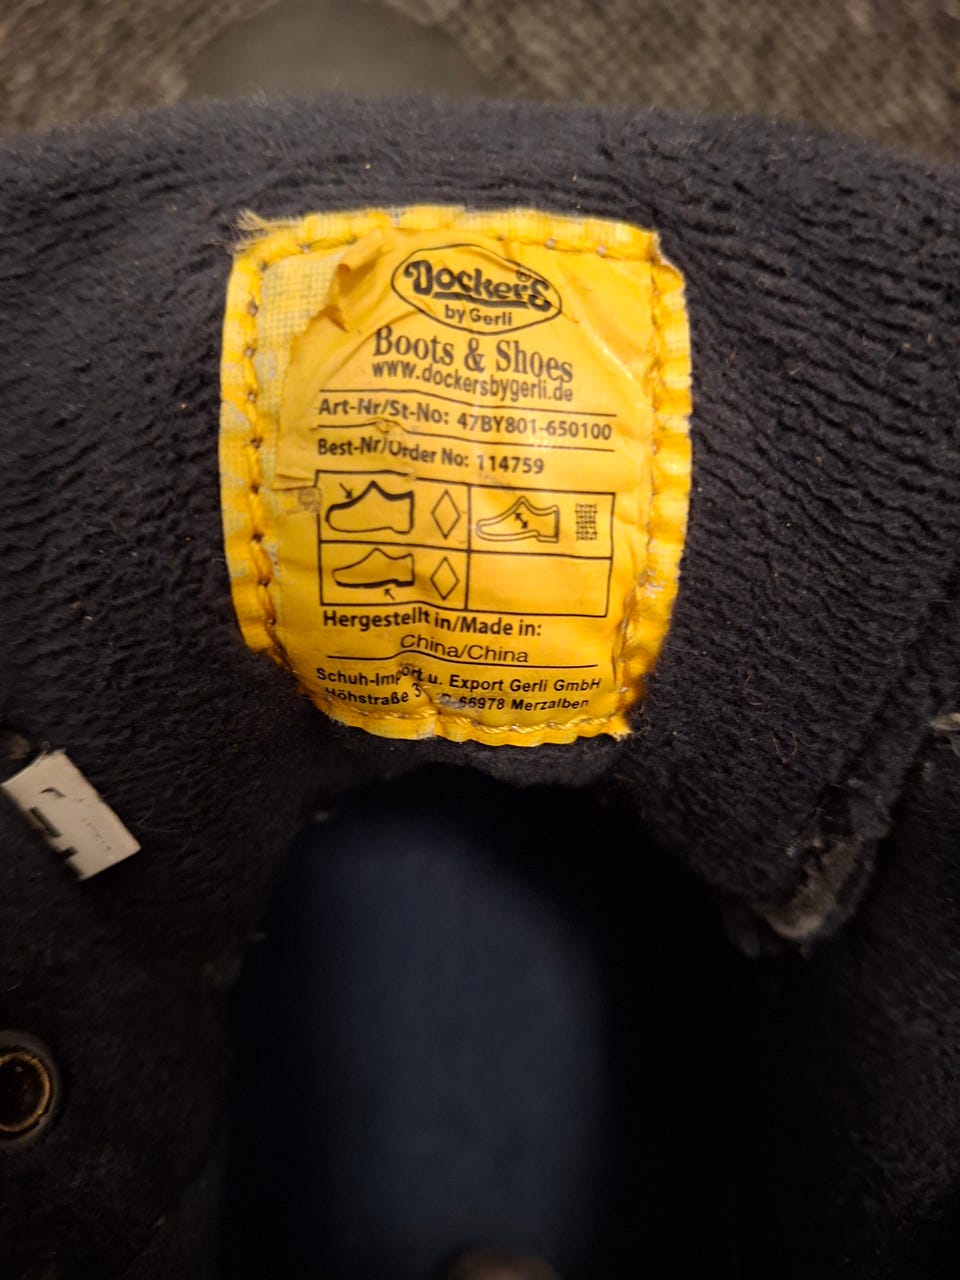 Dockers®
by Gerli
Boots & Shoes
www.dockersbygerli.de
Art-Nr/St-No: 47BY801-650100
Best-Nr/Order No: 114759
Hergestellt in/Made in:
China/China
Schuh-Import u. Export Gerli GmbH
Höhstraße 66978 Merzalben